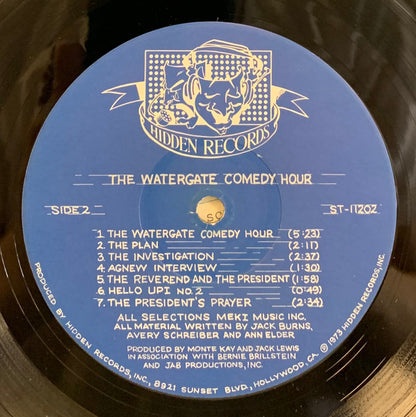 HIDDEN RECORDS
THE WATERGATE COMEDY HOUR
SIDE 2 ST-11202
1. THE WATERGATE COMEDY HOUR (5:23)
2. THE PLAN (2:11)
3. THE INVESTIGATION (2:37)
4. AGNEW INTERVIEW (1:30)
5. THE REVEREND AND THE PRESIDENT (1:58)
6. HELLO UP! NO. 2 (0:49)
7. THE PRESIDENT'S PRAYER (2:34)
ALL SELECTIONS MEKI MUSIC INC.
ALL MATERIAL WRITTEN BY JACK BURNS,
AVERY SCHREIBER AND ANN ELDER
PRODUCED BY MONTE KAY AND JACK LEWIS
IN ASSOCIATION WITH BERNIE BRILLSTEIN
AND JAB PRODUCTIONS, INC.
PRODUCED BY HIDDEN RECORDS, INC., 8921 SUNSET BLVD., HOLLYWOOD, CA. ℗ 1973 HIDDEN RECORDS, INC.